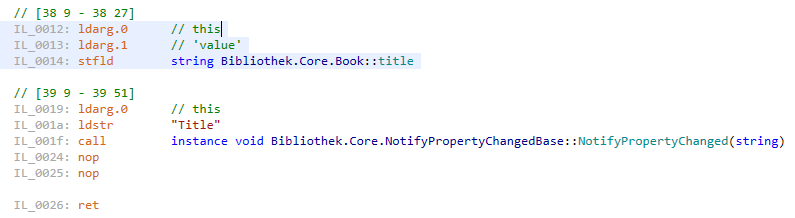 // [38 9 - 38 27]
IL_0012: ldarg.0      // this
IL_0013: ldarg.1      // 'value'
IL_0014: stfld        string Bibliothek.Core.Book::title

// [39 9 - 39 51]
IL_0019: ldarg.0      // this
IL_001a: ldstr        "Title"
IL_001f: call         instance void Bibliothek.Core.NotifyPropertyChangedBase::NotifyPropertyChanged(string)
IL_0024: nop
IL_0025: nop

IL_0026: ret